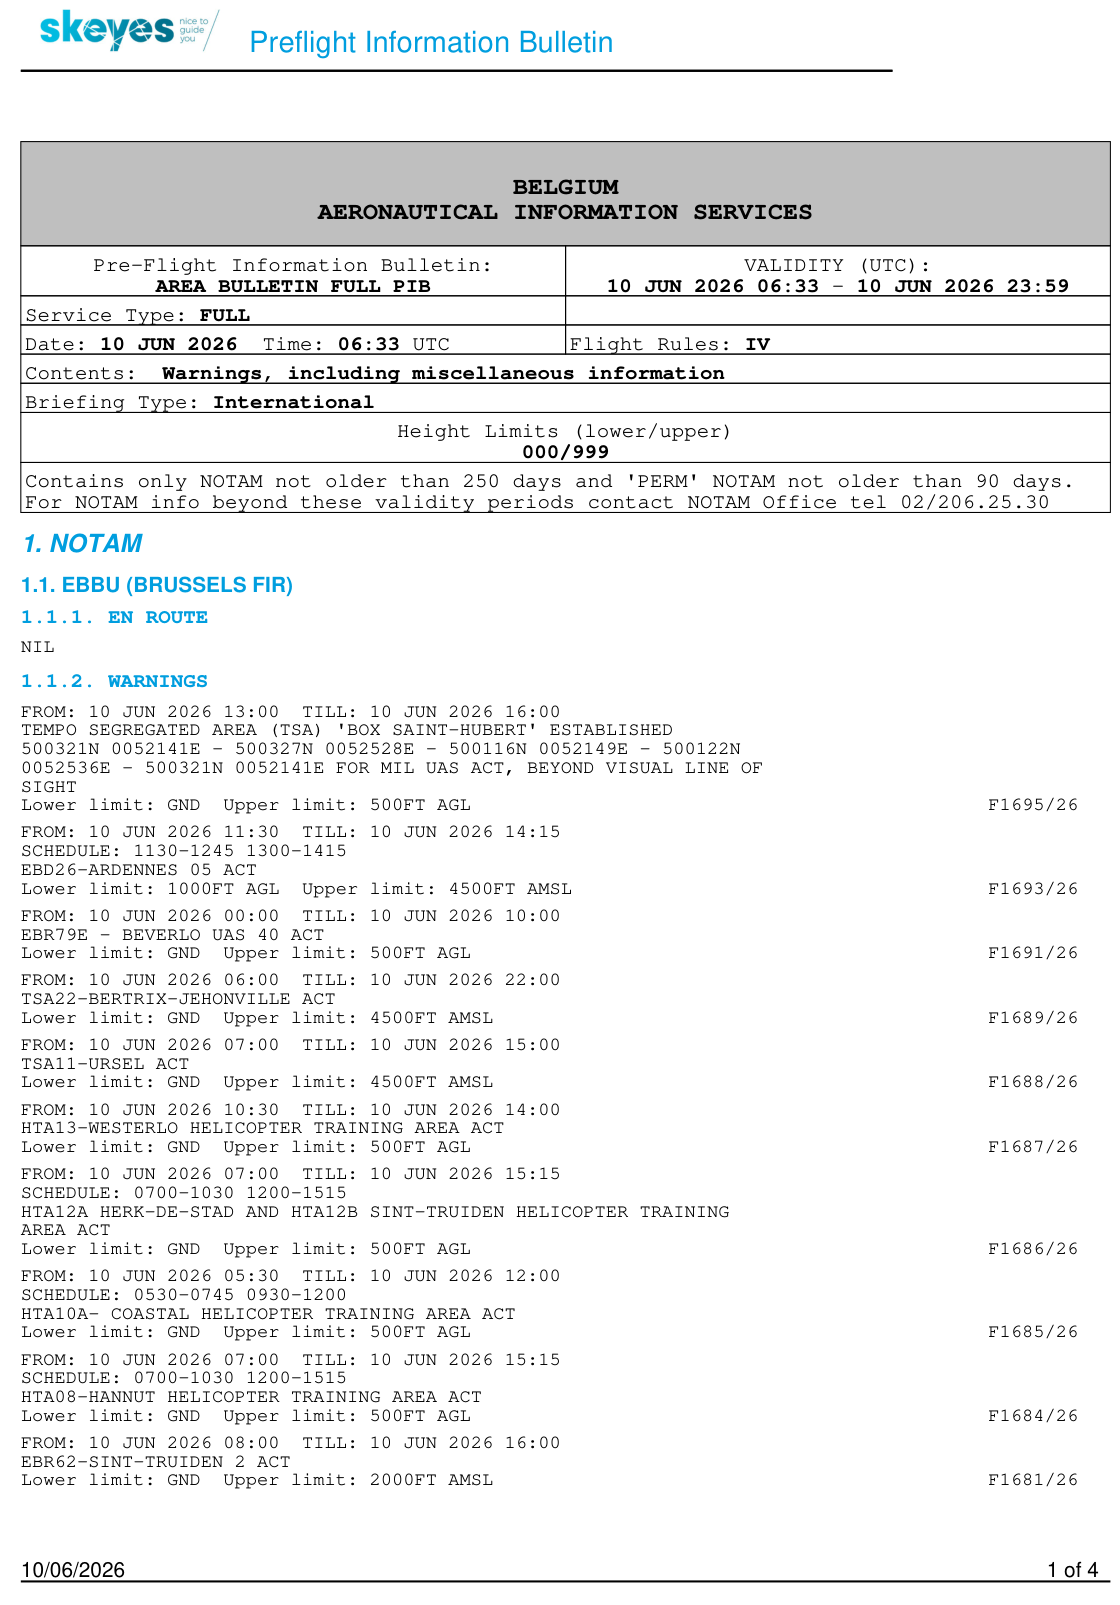 skeyes nice to guide you
Preflight Information Bulletin
BELGIUM
AERONAUTICAL INFORMATION SERVICES
Pre-Flight Information Bulletin:
AREA BULLETIN FULL PIB
VALIDITY (UTC):
10 JUN 2026 06:33 - 10 JUN 2026 23:59
Service Type: FULL
Date: 10 JUN 2026  Time: 06:33 UTC
Flight Rules: IV
Contents:  Warnings, including miscellaneous information
Briefing Type: International
Height Limits (lower/upper)
000/999
Contains only NOTAM not older than 250 days and 'PERM' NOTAM not older than 90 days.
For NOTAM info beyond these validity periods contact NOTAM Office tel 02/206.25.30
1. NOTAM
1.1. EBBU (BRUSSELS FIR)
1.1.1. EN ROUTE
NIL
1.1.2. WARNINGS
FROM: 10 JUN 2026 13:00  TILL: 10 JUN 2026 16:00
TEMPO SEGREGATED AREA (TSA) 'BOX SAINT-HUBERT' ESTABLISHED
500321N 0052141E - 500327N 0052528E - 500116N 0052149E - 500122N
0052536E - 500321N 0052141E FOR MIL UAS ACT, BEYOND VISUAL LINE OF
SIGHT
Lower limit: GND  Upper limit: 500FT AGL F1695/26
FROM: 10 JUN 2026 11:30  TILL: 10 JUN 2026 14:15
SCHEDULE: 1130-1245 1300-1415
EBD26-ARDENNES 05 ACT
Lower limit: 1000FT AGL  Upper limit: 4500FT AMSL F1693/26
FROM: 10 JUN 2026 00:00  TILL: 10 JUN 2026 10:00
EBR79E - BEVERLO UAS 40 ACT
Lower limit: GND  Upper limit: 500FT AGL F1691/26
FROM: 10 JUN 2026 06:00  TILL: 10 JUN 2026 22:00
TSA22-BERTRIX-JEHONVILLE ACT
Lower limit: GND  Upper limit: 4500FT AMSL F1689/26
FROM: 10 JUN 2026 07:00  TILL: 10 JUN 2026 15:00
TSA11-URSEL ACT
Lower limit: GND  Upper limit: 4500FT AMSL F1688/26
FROM: 10 JUN 2026 10:30  TILL: 10 JUN 2026 14:00
HTA13-WESTERLO HELICOPTER TRAINING AREA ACT
Lower limit: GND  Upper limit: 500FT AGL F1687/26
FROM: 10 JUN 2026 07:00  TILL: 10 JUN 2026 15:15
SCHEDULE: 0700-1030 1200-1515
HTA12A HERK-DE-STAD AND HTA12B SINT-TRUIDEN HELICOPTER TRAINING
AREA ACT
Lower limit: GND  Upper limit: 500FT AGL F1686/26
FROM: 10 JUN 2026 05:30  TILL: 10 JUN 2026 12:00
SCHEDULE: 0530-0745 0930-1200
HTA10A- COASTAL HELICOPTER TRAINING AREA ACT
Lower limit: GND  Upper limit: 500FT AGL F1685/26
FROM: 10 JUN 2026 07:00  TILL: 10 JUN 2026 15:15
SCHEDULE: 0700-1030 1200-1515
HTA08-HANNUT HELICOPTER TRAINING AREA ACT
Lower limit: GND  Upper limit: 500FT AGL F1684/26
FROM: 10 JUN 2026 08:00  TILL: 10 JUN 2026 16:00
EBR62-SINT-TRUIDEN 2 ACT
Lower limit: GND  Upper limit: 2000FT AMSL F1681/26
10/06/2026 1 of 4